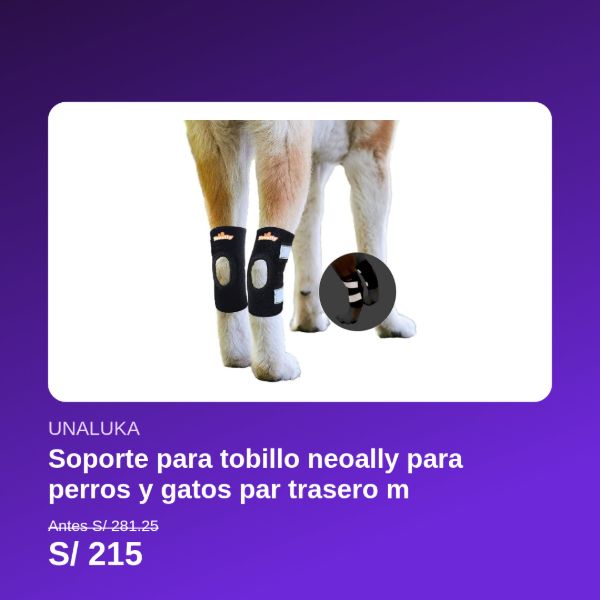 UNALUKA
Soporte para tobillo neoally para
perros y gatos par trasero m
Antes S/ 281.25
S/ 215